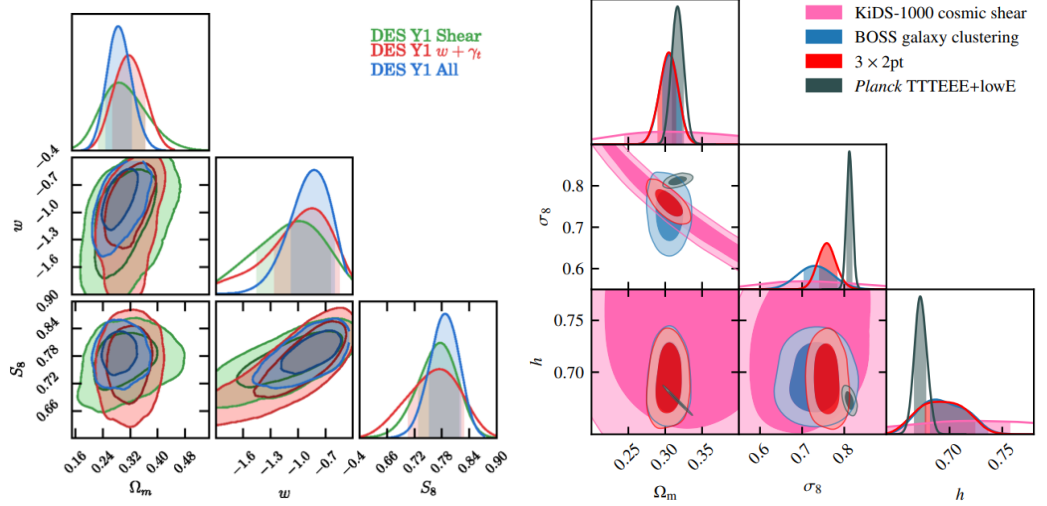 DES Y1 Shear
DES Y1 w + γt
DES Y1 All
−0.4
−0.7
−1.0
−1.3
−1.6
w
0.90
0.84
0.78
0.72
0.66
S8
0.16
0.24
0.32
0.40
0.48
Ωm
−1.6
−1.3
−1.0
−0.7
−0.4
w
0.66
0.72
0.78
0.84
0.90
S8
KiDS-1000 cosmic shear
BOSS galaxy clustering
3 × 2pt
Planck TTTEEE+lowE
0.8
0.7
0.6
σ8
0.75
0.70
h
0.25
0.30
0.35
Ωm
0.6
0.7
0.8
σ8
0.70
0.75
h